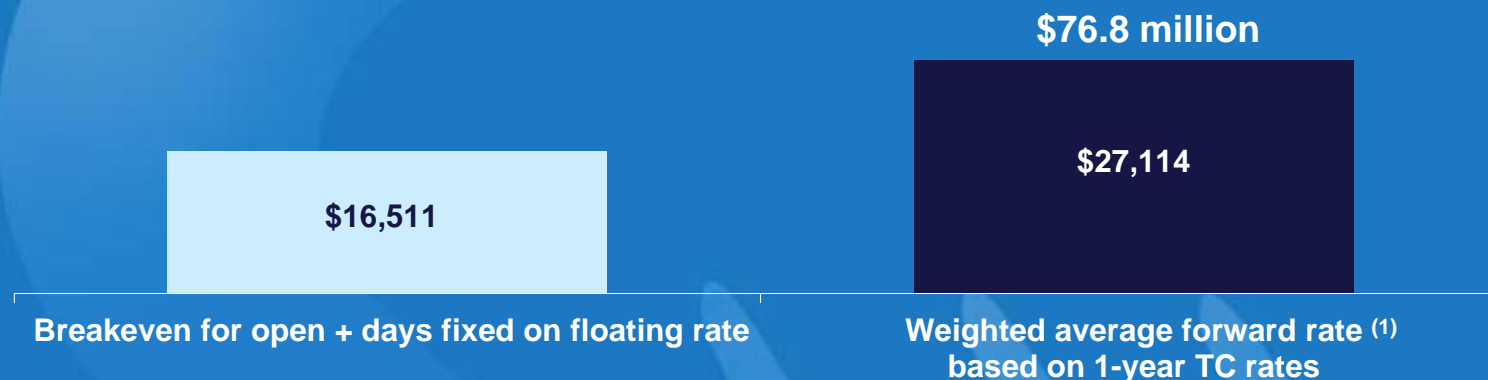 $76.8 million
$27,114
$16,511
Breakeven for open + days fixed on floating rate
Weighted average forward rate (1)
based on 1-year TC rates